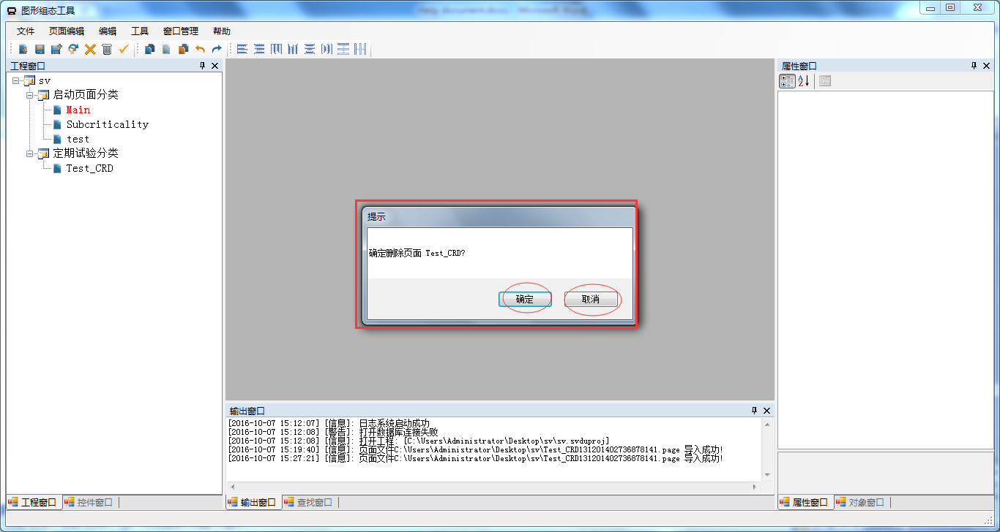 图形组态工具
文件 页面编辑 编辑 工具 窗口管理 帮助
工程窗口
sv
启动页面分类
Main
Subcriticality
test
定期试验分类
Test_CRD
工程窗口 控件窗口
提示
确定删除页面 Test_CRD?
确定 取消
输出窗口
[2016-10-07 15:12:07] [信息]: 日志系统启动成功
[2016-10-07 15:12:08] [警告]: 打开数据库连接失败
[2016-10-07 15:12:08] [信息]: 打开工程: [C:\Users\Administrator\Desktop\sv\sv.svduproj]
[2016-10-07 15:19:40] [信息]: 页面文件C:\Users\Administrator\Desktop\sv\Test_CRD131201402736878141.page 导入成功!
[2016-10-07 15:27:21] [信息]: 页面文件C:\Users\Administrator\Desktop\sv\Test_CRD131201402736878141.page 导入成功!
输出窗口 查找窗口
属性窗口
属性窗口 对象窗口